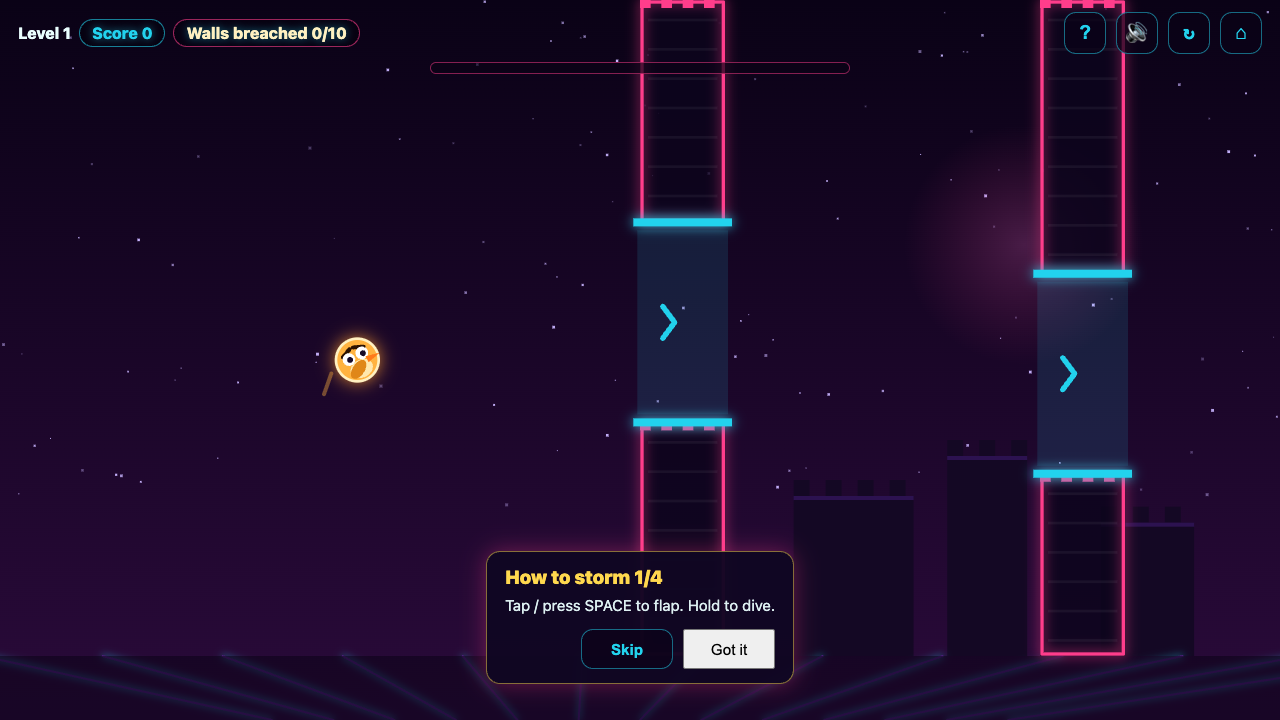 Level 1
Score 0
Walls breached 0/10
?
How to storm 1/4
Tap / press SPACE to flap. Hold to dive.
Skip
Got it